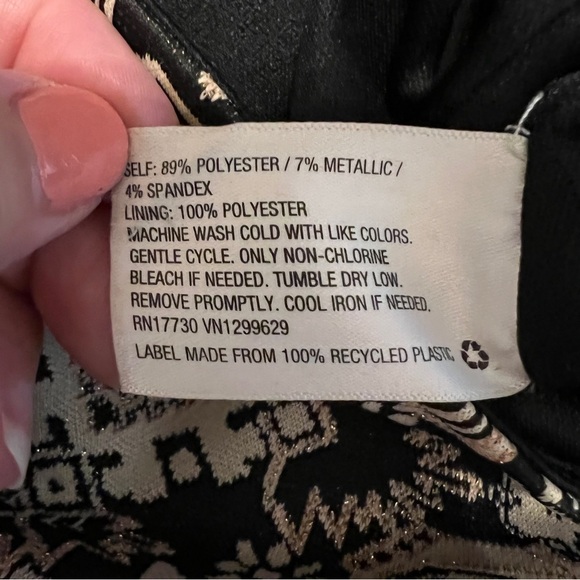 SELF: 89% POLYESTER / 7% METALLIC /
4% SPANDEX
LINING: 100% POLYESTER
MACHINE WASH COLD WITH LIKE COLORS.
GENTLE CYCLE. ONLY NON-CHLORINE
BLEACH IF NEEDED. TUMBLE DRY LOW.
REMOVE PROMPTLY. COOL IRON IF NEEDED.
RN17730 VN1299629
LABEL MADE FROM 100% RECYCLED PLASTIC